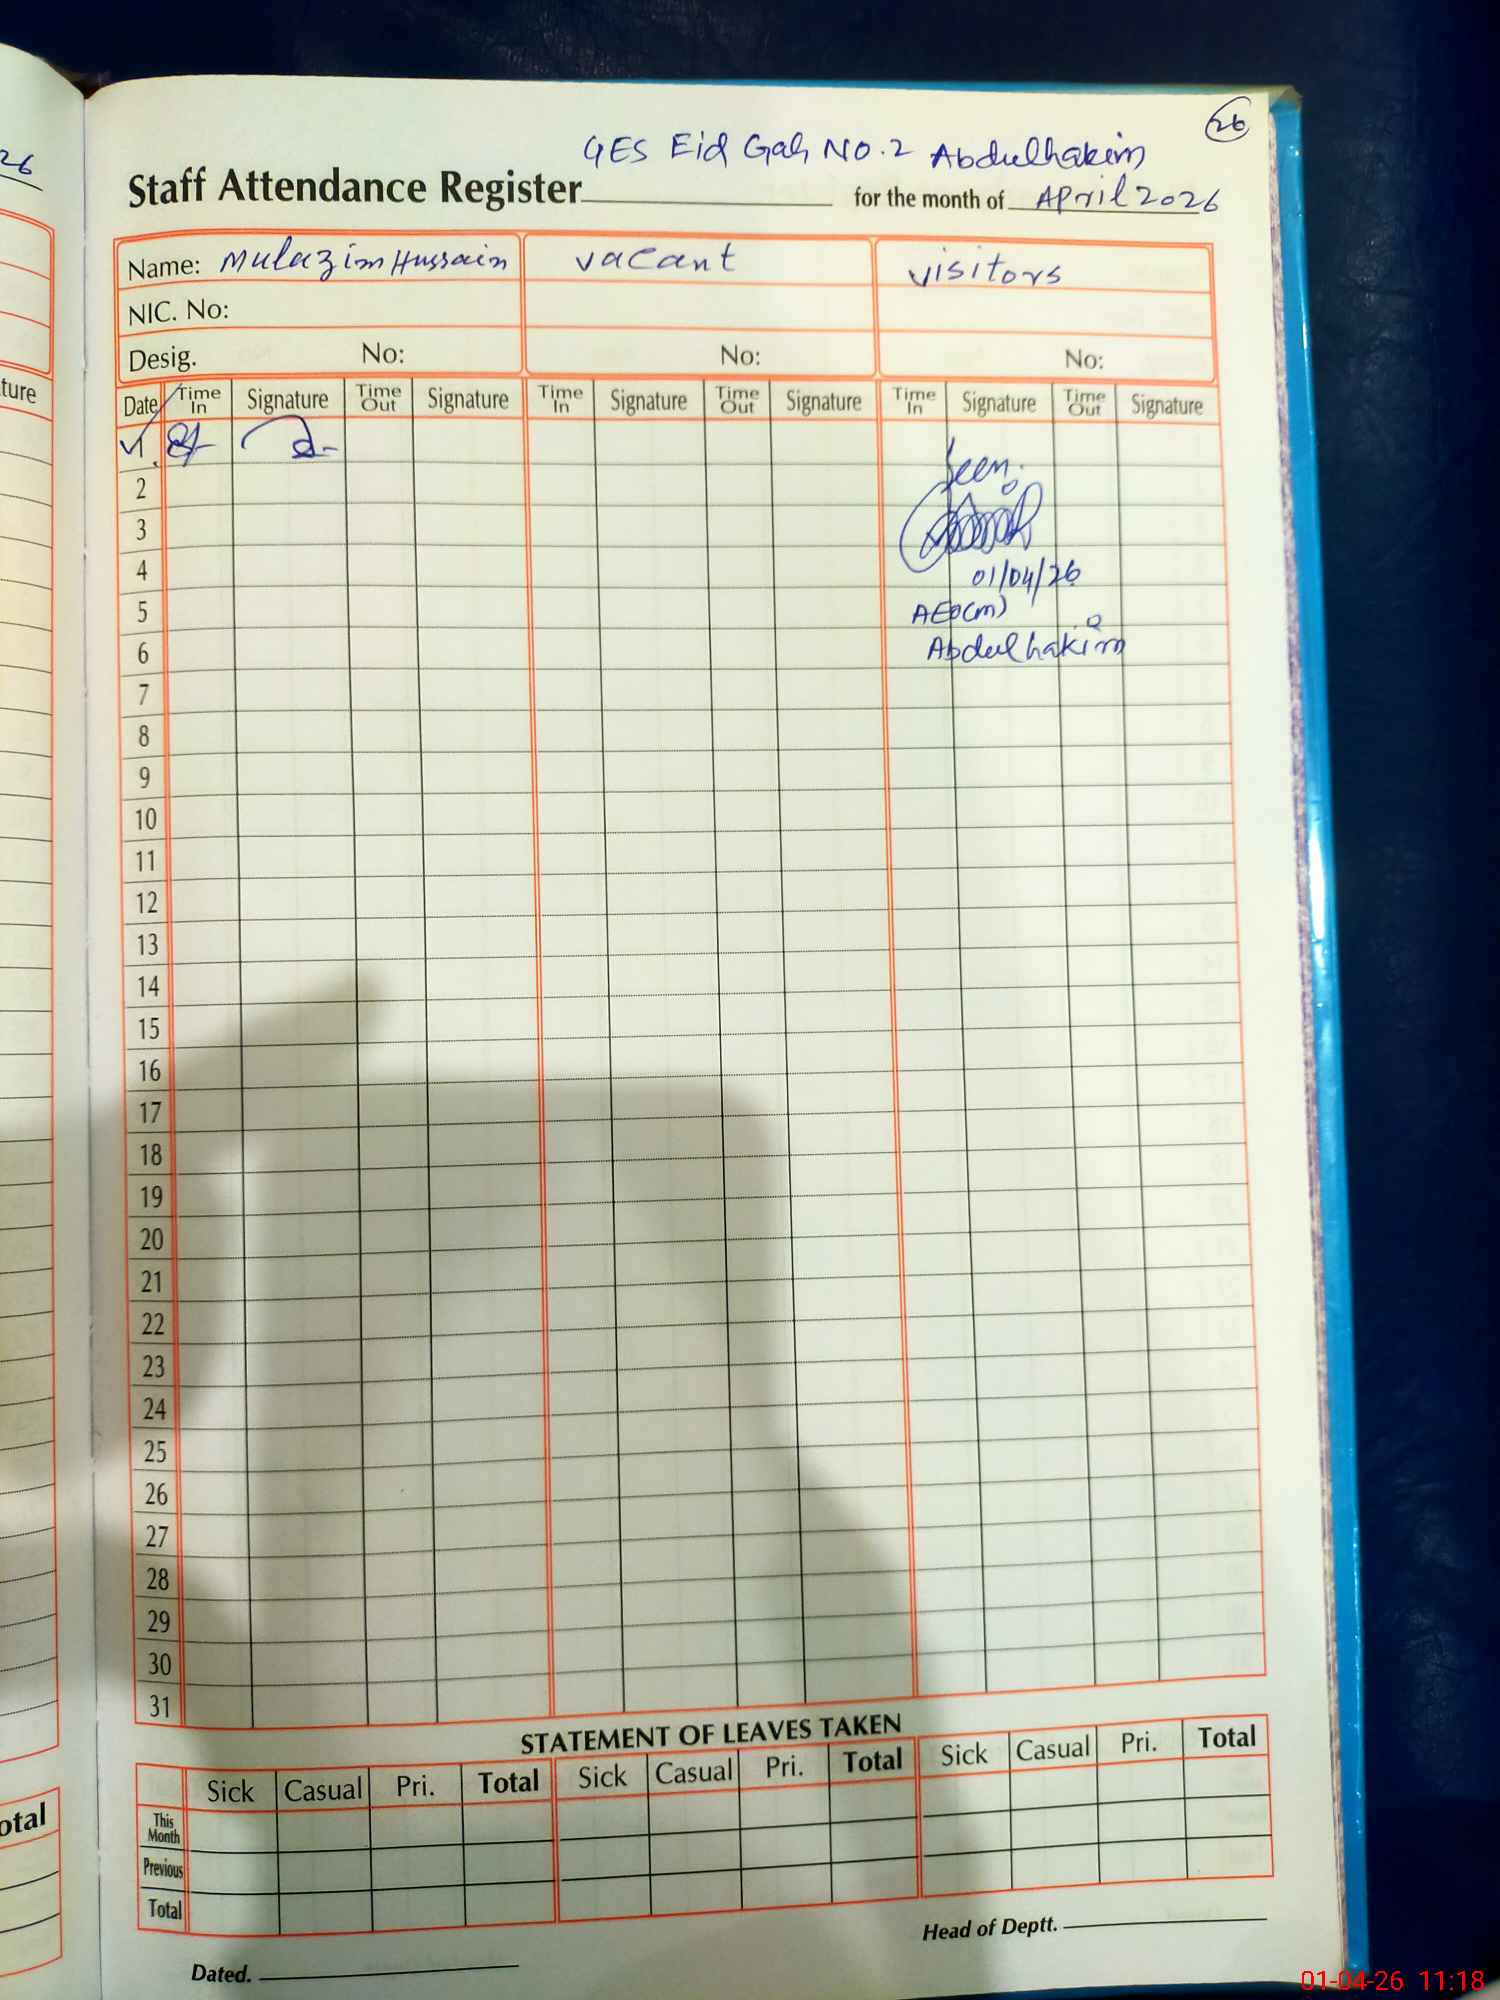 26
GES Eid Gah NO.2 Abdulhakim
Staff Attendance Register for the month of April 2026
Name: Mulazim Hussain vacant visitors
NIC. No:
Desig. No: No: No:
ture
Date Time In Signature Time Out Signature Time In Signature Time Out Signature Time In Signature Time Out Signature
1
Seen.
2
3
4
01/04/26
5
AEO(m)
6
Abdulhakim
7
8
9
10
11
12
13
14
15
16
17
18
19
20
21
22
23
24
25
26
27
28
29
30
31
STATEMENT OF LEAVES TAKEN
Sick Casual Pri. Total Sick Casual Pri. Total Sick Casual Pri. Total
otal
This Month
Previous
Total
Head of Deptt.
Dated.
01-04-26 11:18